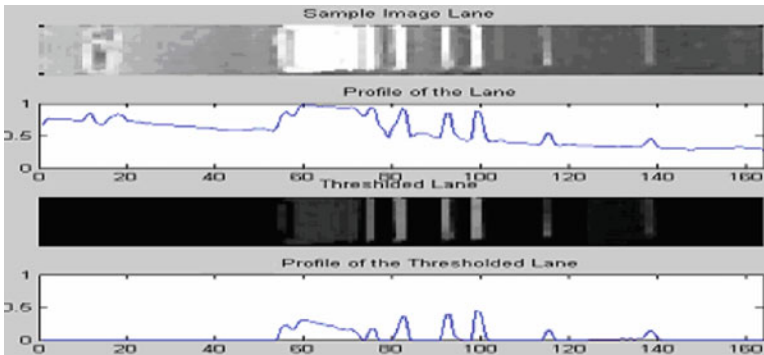 Sample Image Lane
Profile of the Lane
1
0.5
0
0 20 40 60 80 100 120 140 160
Threshlded Lane
Profile of the Thresholded Lane
1
0.5
0
0 20 40 60 80 100 120 140 160